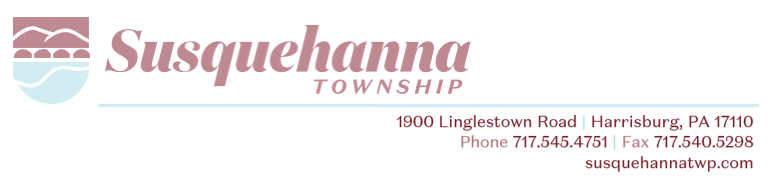 Susquehanna
TOWNSHIP
1900 Linglestown Road | Harrisburg, PA 17110
Phone 717.545.4751 | Fax 717.540.5298
susquehannatwp.com